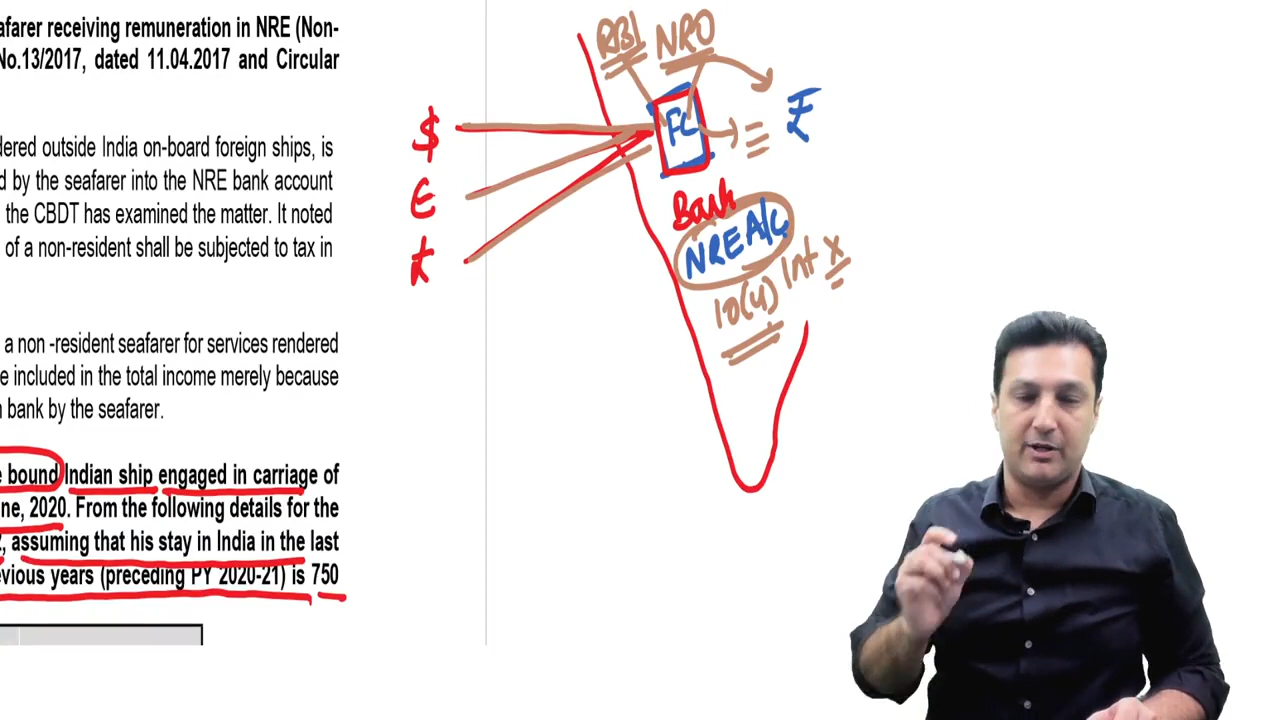 afarer receiving remuneration in NRE (Non-
No.13/2017, dated 11.04.2017 and Circular
dered outside India on-board foreign ships, is
d by the seafarer into the NRE bank account
the CBDT has examined the matter. It noted
of a non-resident shall be subjected to tax in
a non -resident seafarer for services rendered
e included in the total income merely because
n bank by the seafarer.
e bound Indian ship engaged in carriage of
ne, 2020. From the following details for the
, assuming that his stay in India in the last
evious years (preceding PY 2020-21) is 750
RBI NRO
$
FC
₹
€
Bank
NRE A/C
Int x
10(4)